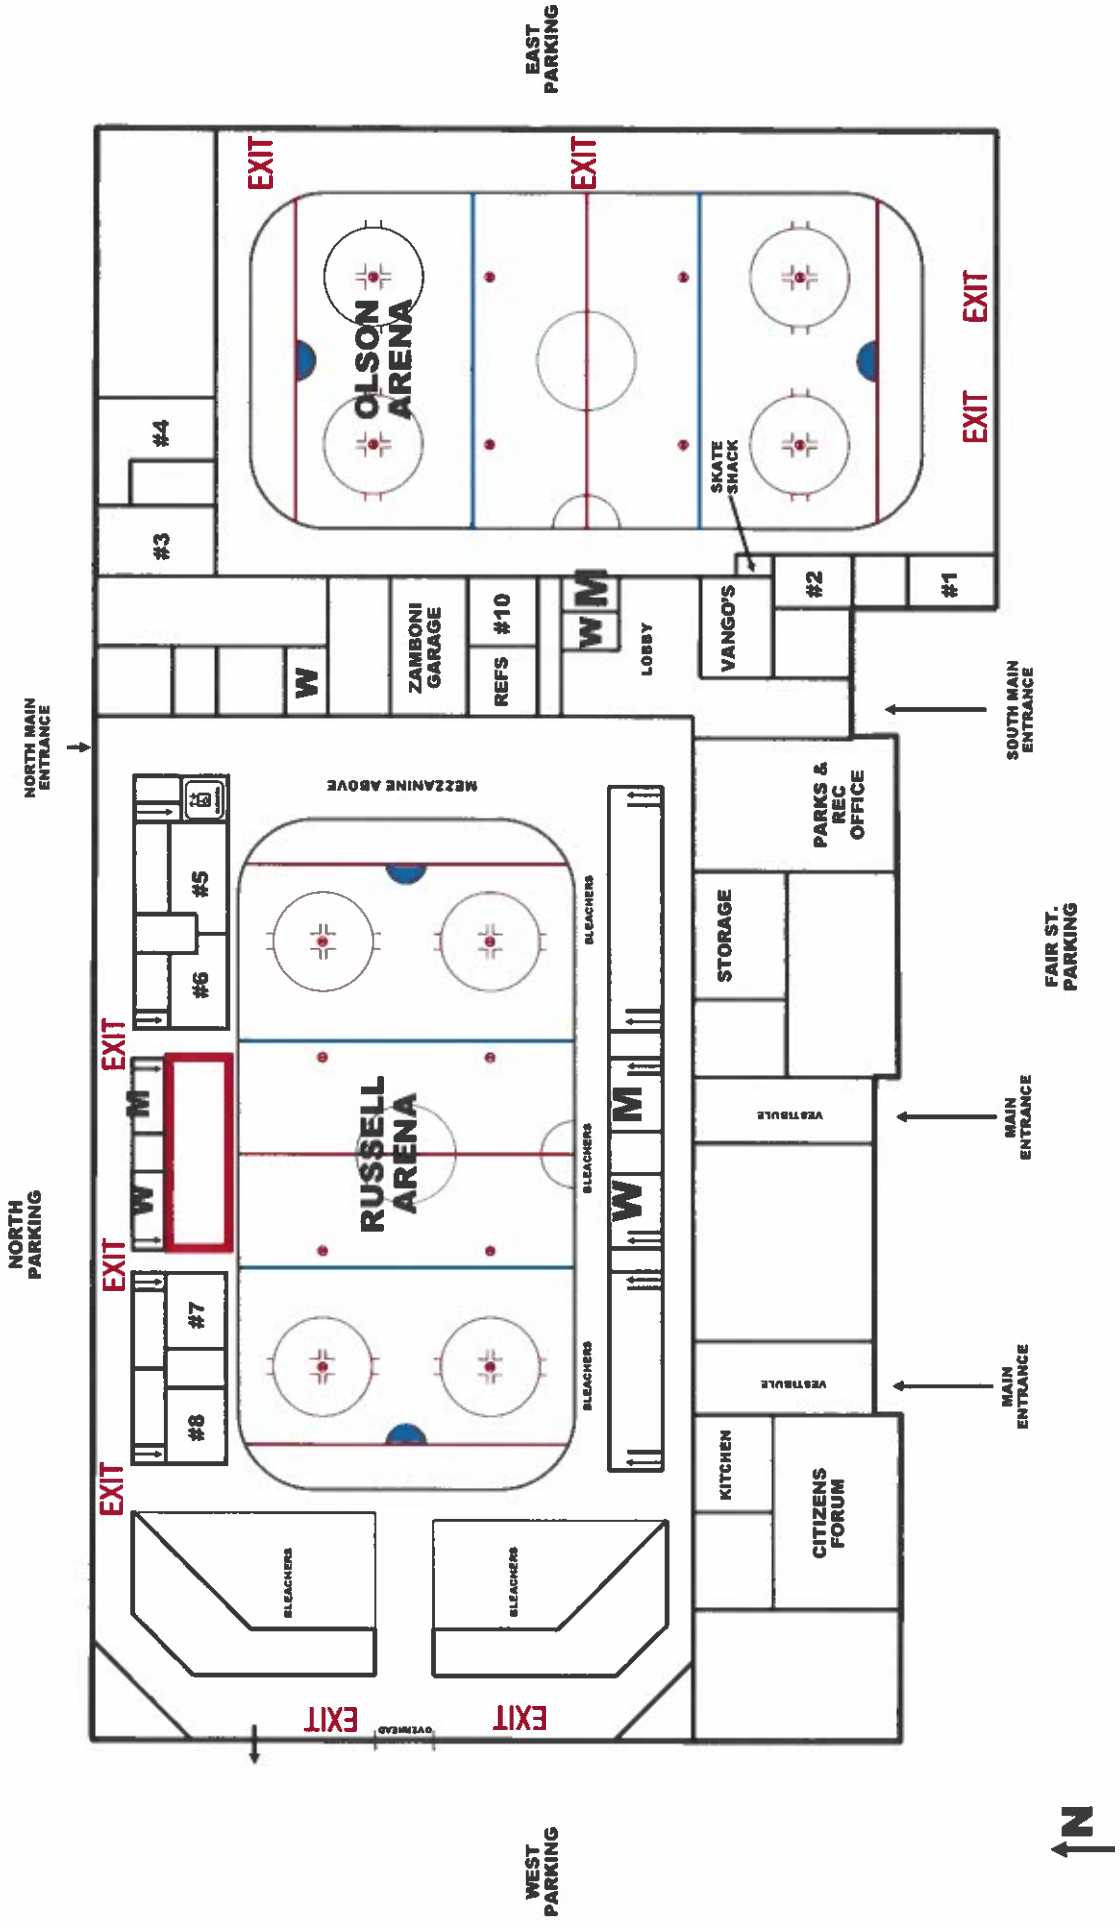 NORTH
PARKING
NORTH MAIN
ENTRANCE
EXIT
EXIT
EXIT
#8
#7
W
M
#6
#5
W
#3
#4
EXIT
MEZZANINE ABOVE
RUSSELL
ARENA
BLEACHERS
BLEACHERS
BLEACHERS
BLEACHERS
BLEACHERS
W
M
EXIT
OVERHEAD
EXIT
WEST
PARKING
ZAMBONI
GARAGE
REFS
#10
W
M
LOBBY
VANGO'S
SKATE
SHACK
#2
#1
OLSON
ARENA
EXIT
EXIT
EXIT
EAST
PARKING
KITCHEN
CITIZENS
FORUM
VESTIBULE
VESTIBULE
STORAGE
PARKS &
REC
OFFICE
MAIN
ENTRANCE
MAIN
ENTRANCE
SOUTH MAIN
ENTRANCE
FAIR ST.
PARKING
N